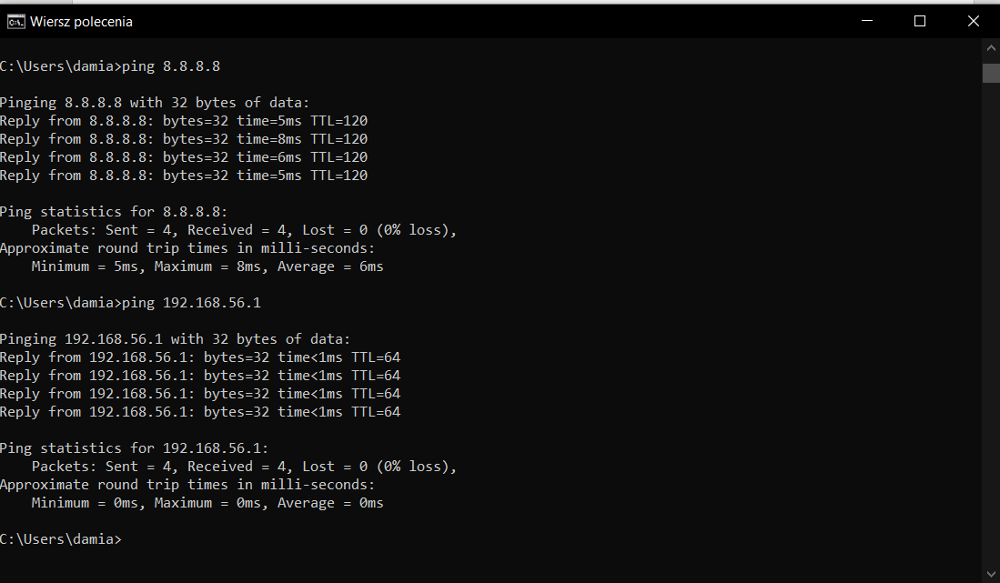 Wiersz polecenia
C:\Users\damia>ping 8.8.8.8
Pinging 8.8.8.8 with 32 bytes of data:
Reply from 8.8.8.8: bytes=32 time=5ms TTL=120
Reply from 8.8.8.8: bytes=32 time=8ms TTL=120
Reply from 8.8.8.8: bytes=32 time=6ms TTL=120
Reply from 8.8.8.8: bytes=32 time=5ms TTL=120
Ping statistics for 8.8.8.8:
    Packets: Sent = 4, Received = 4, Lost = 0 (0% loss),
Approximate round trip times in milli-seconds:
    Minimum = 5ms, Maximum = 8ms, Average = 6ms
C:\Users\damia>ping 192.168.56.1
Pinging 192.168.56.1 with 32 bytes of data:
Reply from 192.168.56.1: bytes=32 time<1ms TTL=64
Reply from 192.168.56.1: bytes=32 time<1ms TTL=64
Reply from 192.168.56.1: bytes=32 time<1ms TTL=64
Reply from 192.168.56.1: bytes=32 time<1ms TTL=64
Ping statistics for 192.168.56.1:
    Packets: Sent = 4, Received = 4, Lost = 0 (0% loss),
Approximate round trip times in milli-seconds:
    Minimum = 0ms, Maximum = 0ms, Average = 0ms
C:\Users\damia>